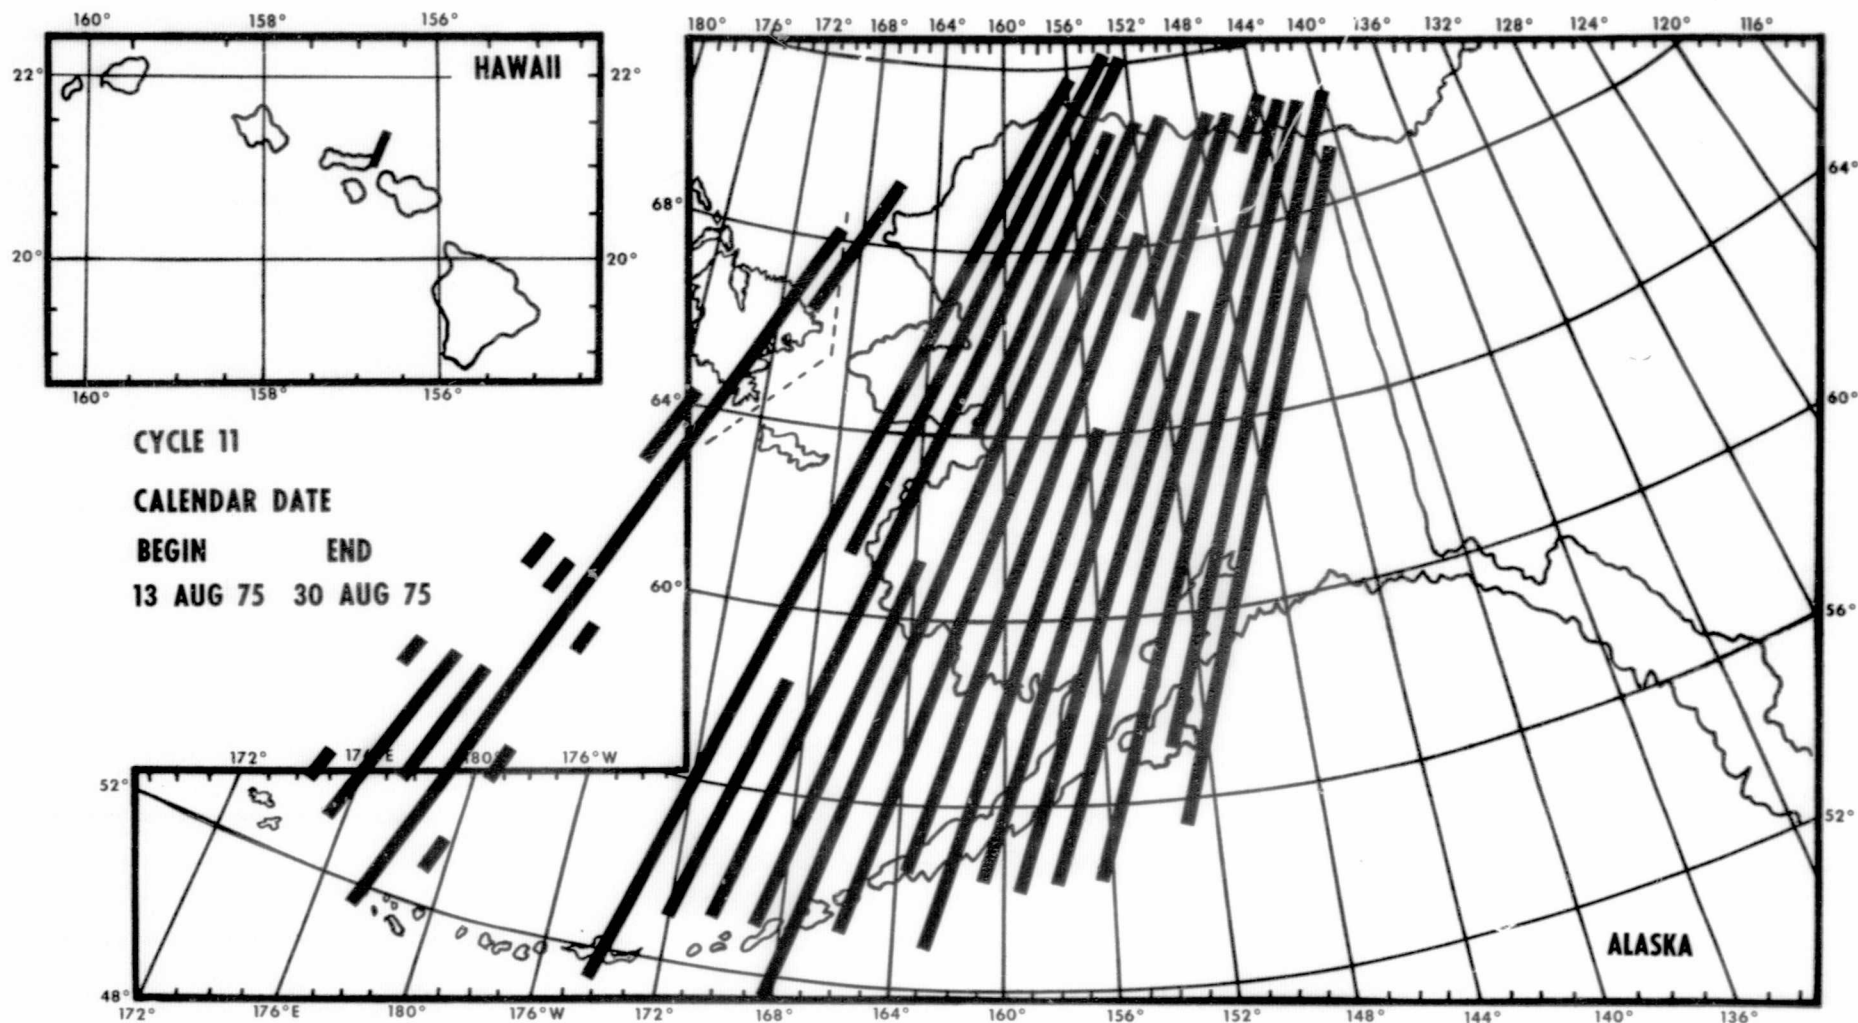 160° 158° 156°
HAWAII
22° 22°
20° 20°
160° 158° 156°
CYCLE 11
CALENDAR DATE
BEGIN END
13 AUG 75 30 AUG 75
180° 176° 172° 168° 164° 160° 156° 152° 148° 144° 140° 136° 132° 128° 124° 120° 116°
68° 64°
64° 60°
60° 56°
172° 176°E 180° 176°W
52° 52°
ALASKA
48°
172° 176°E 180° 176°W 172° 168° 164° 160° 156° 152° 148° 144° 140° 136°